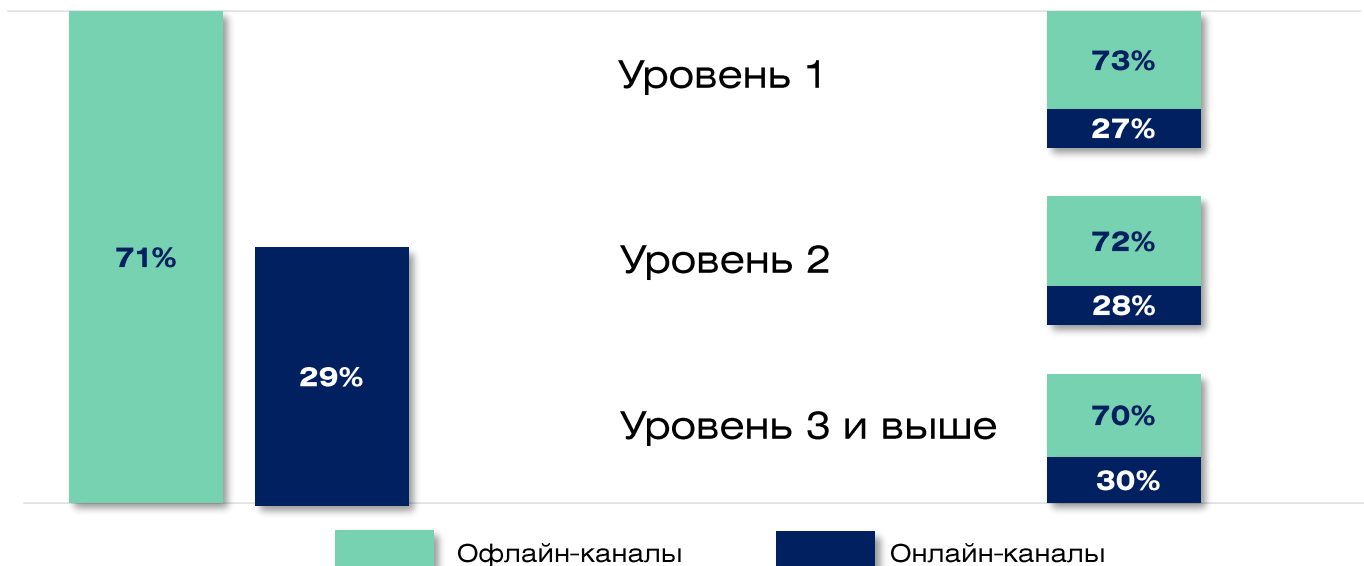 71%
29%
Уровень 1
73%
27%
Уровень 2
72%
28%
Уровень 3 и выше
70%
30%
Офлайн-каналы
Онлайн-каналы